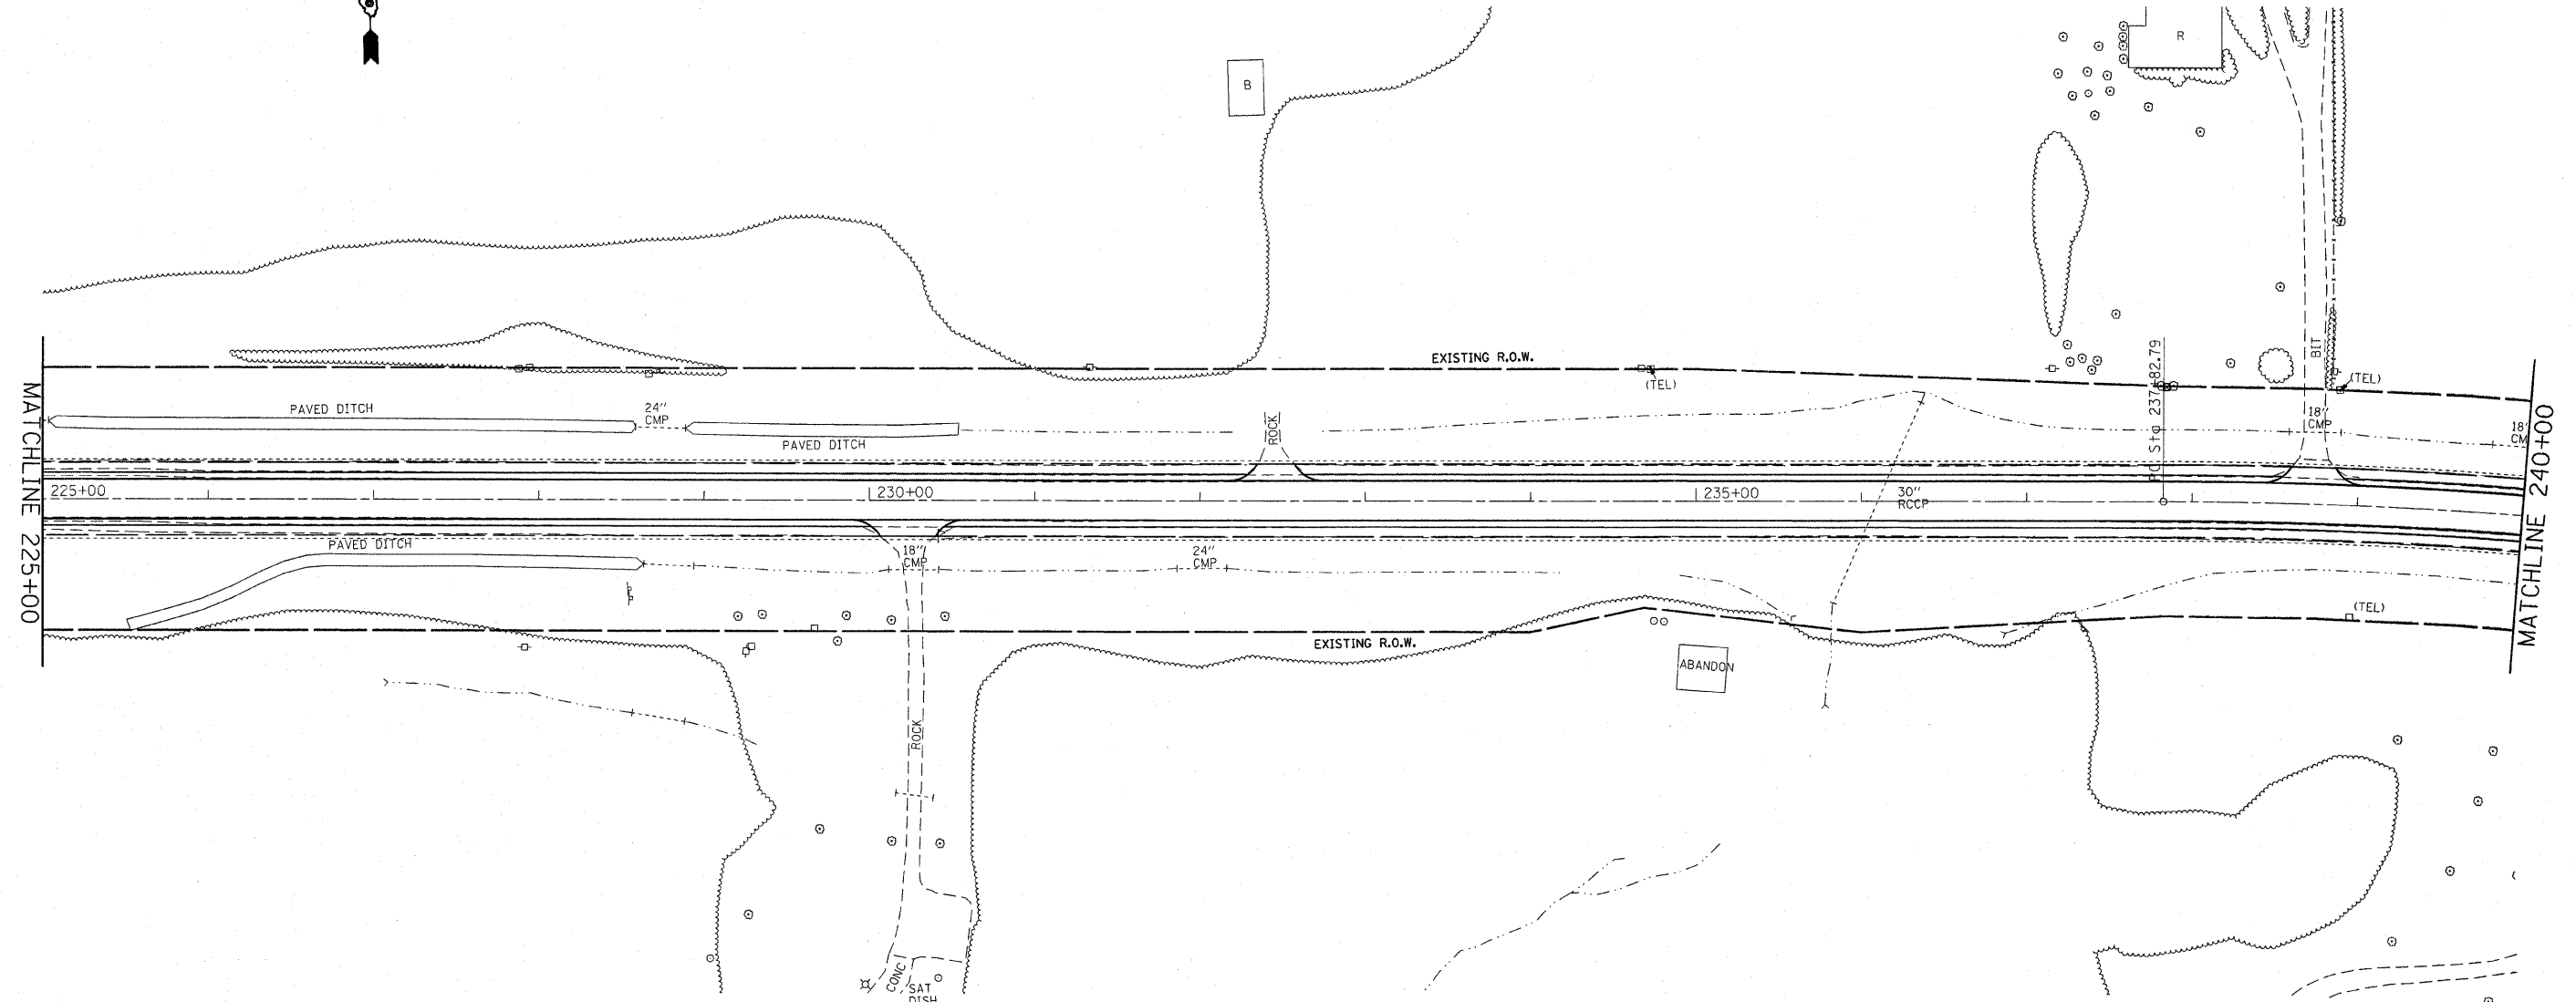 R
B
EXISTING R.O.W.
(TEL)
PC Sta 237+82.79
BIT
(TEL)
PAVED DITCH
24"
CMP
PAVED DITCH
ROCK
18"
CMP
18"
CM
MATCHLINE 225+00
225+00
230+00
235+00
30"
RCCP
MATCHLINE 240+00
PAVED DITCH
18"
CMP
24"
CMP
(TEL)
EXISTING R.O.W.
ABANDON
ROCK
CONC
SAT
DISH